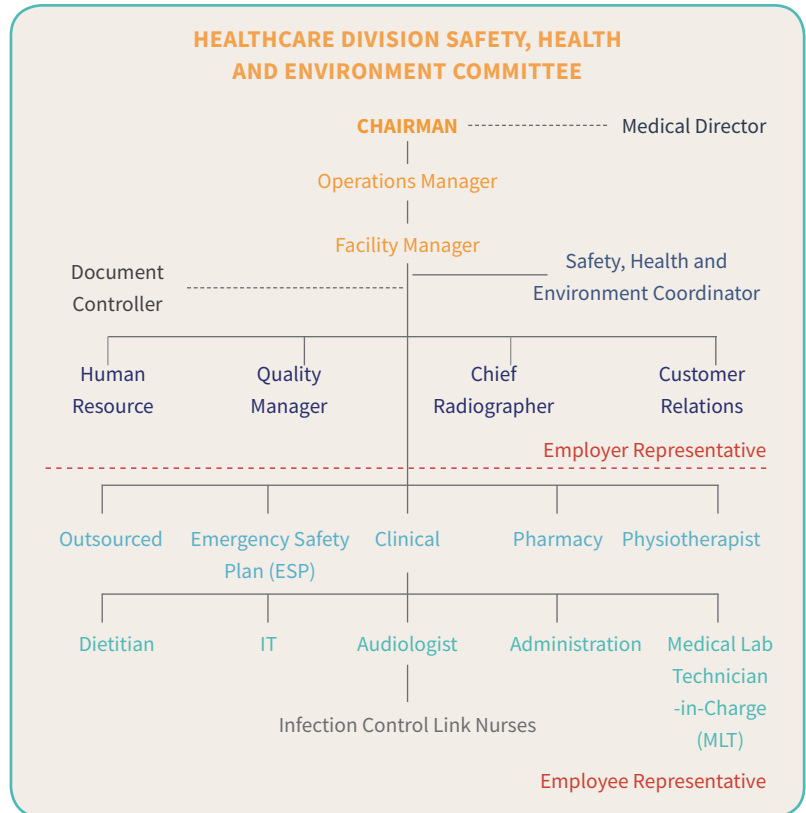 HEALTHCARE DIVISION SAFETY, HEALTH
AND ENVIRONMENT COMMITTEE
CHAIRMAN
Medical Director
Operations Manager
Facility Manager
Document
Controller
Safety, Health and
Environment Coordinator
Human
Resource
Quality
Manager
Chief
Radiographer
Customer
Relations
Employer Representative
Outsourced
Emergency Safety
Plan (ESP)
Clinical
Pharmacy
Physiotherapist
Dietitian
IT
Audiologist
Administration
Medical Lab
Technician
-in-Charge
(MLT)
Infection Control Link Nurses
Employee Representative